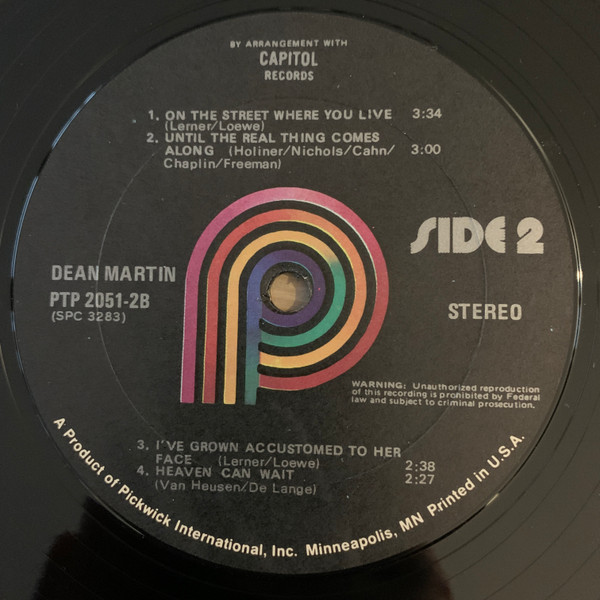 BY ARRANGEMENT WITH
CAPITOL
RECORDS
1. ON THE STREET WHERE YOU LIVE 3:34
(Lerner/Loewe)
2. UNTIL THE REAL THING COMES
ALONG (Holiner/Nichols/Cahn/ 3:00
Chaplin/Freeman)
SIDE 2
DEAN MARTIN
PTP 2051-2B
(SPC 3283)
STEREO
WARNING: Unauthorized reproduction
of this recording is prohibited by Federal
law and subject to criminal prosecution.
3. I'VE GROWN ACCUSTOMED TO HER
FACE (Lerner/Loewe) 2:38
4. HEAVEN CAN WAIT 2:27
(Van Heusen/De Lange)
A Product of Pickwick International, Inc. Minneapolis, MN Printed in U.S.A.